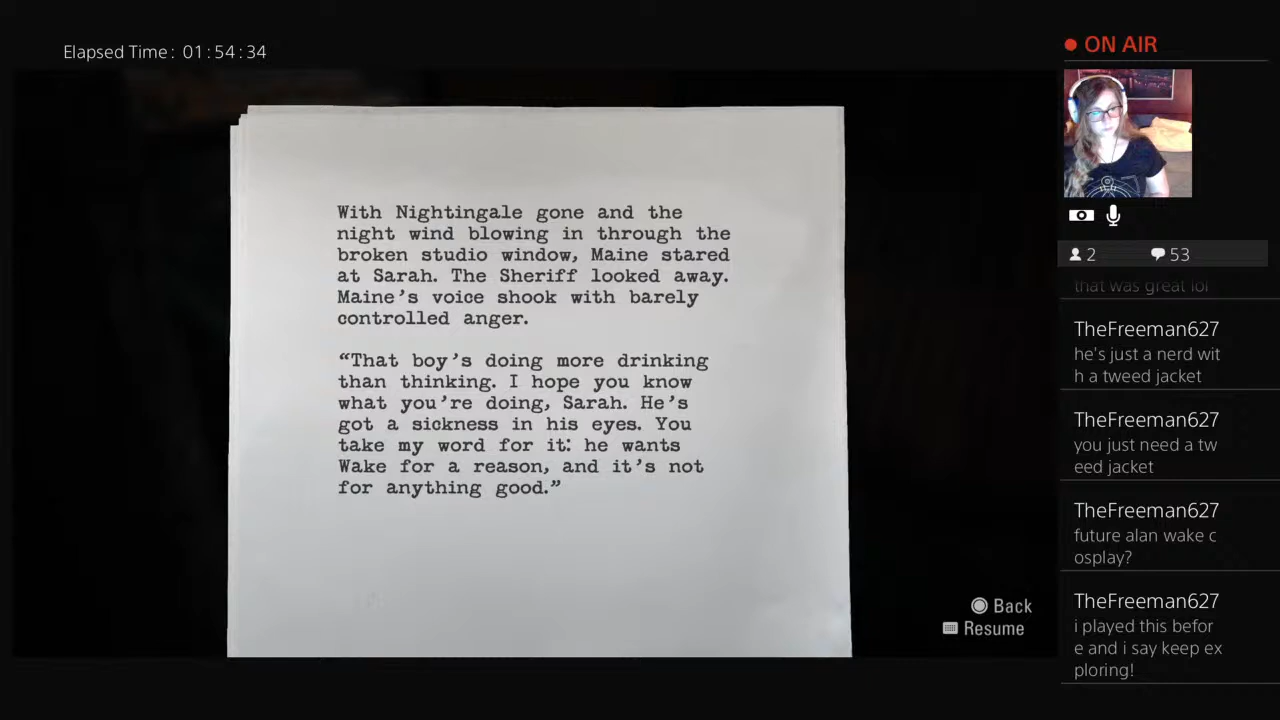 Elapsed Time: 01:54:34
ON AIR
With Nightingale gone and the
night wind blowing in through the
broken studio window, Maine stared
at Sarah. The Sheriff looked away.
Maine's voice shook with barely
controlled anger.
“That boy's doing more drinking
than thinking. I hope you know
what you're doing, Sarah. He's
got a sickness in his eyes. You
take my word for it: he wants
Wake for a reason, and it's not
for anything good.”
Back
Resume
2
53
that was great lol
TheFreeman627
he's just a nerd wit
h a tweed jacket
TheFreeman627
you just need a tw
eed jacket
TheFreeman627
future alan wake c
osplay?
TheFreeman627
i played this befor
e and i say keep ex
ploring!